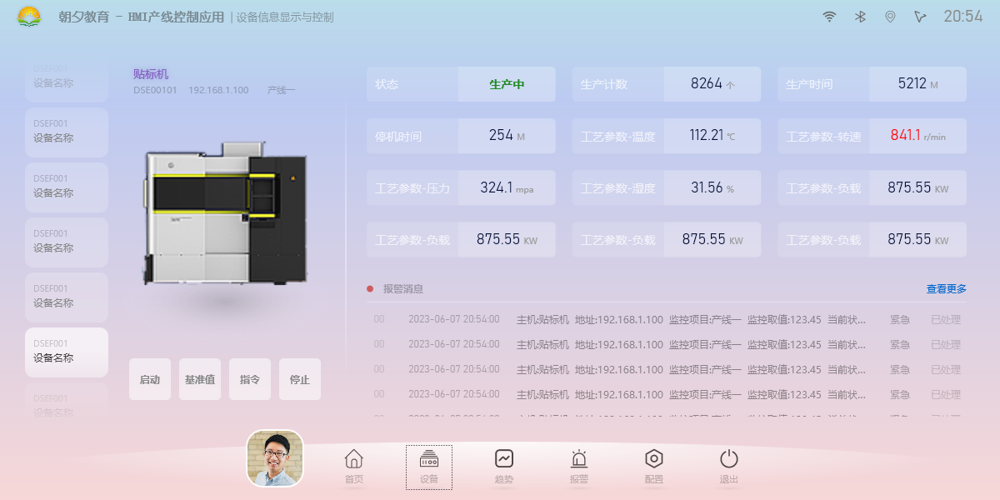 朝夕教育 - HMI产线控制应用 | 设备信息显示与控制
20:54
DSEF001
设备名称
DSEF001
设备名称
DSEF001
设备名称
DSEF001
设备名称
DSEF001
设备名称
DSEF001
设备名称
DSEF001
设备名称
贴标机
DSE00101 192.168.1.100 产线一
启动 基准值 指令 停止
状态 生产中 生产计数 8264 个 生产时间 5212 M
停机时间 254 M 工艺参数-温度 112.21 ℃ 工艺参数-转速 841.1 r/min
工艺参数-压力 324.1 mpa 工艺参数-湿度 31.56 % 工艺参数-负载 875.55 KW
工艺参数-负载 875.55 KW 工艺参数-负载 875.55 KW 工艺参数-负载 875.55 KW
报警消息 查看更多
00 2023-06-07 20:54:00 主机:贴标机 地址:192.168.1.100 监控项目:产线一 监控取值:123.45 当前状... 紧急 已处理
00 2023-06-07 20:54:00 主机:贴标机 地址:192.168.1.100 监控项目:产线一 监控取值:123.45 当前状... 紧急 已处理
00 2023-06-07 20:54:00 主机:贴标机 地址:192.168.1.100 监控项目:产线一 监控取值:123.45 当前状... 紧急 已处理
00 2023-06-07 20:54:00 主机:贴标机 地址:192.168.1.100 监控项目:产线一 监控取值:123.45 当前状... 紧急 已处理
首页 设备 趋势 报警 配置 退出